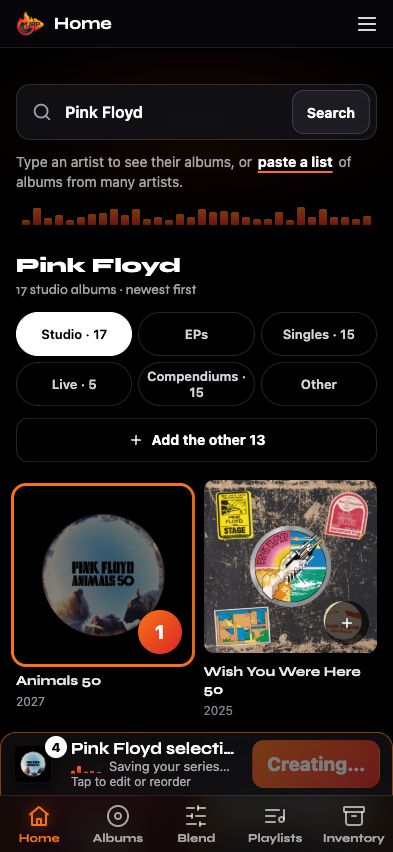 Home
Pink Floyd
Search
Type an artist to see their albums, or paste a list of
albums from many artists.
Pink Floyd
17 studio albums · newest first
Studio · 17
EPs
Singles · 15
Live · 5
Compendiums ·
15
Other
+ Add the other 13
PINK FLOYD
ANIMALS 50
1
PINK FLOYD
STAGE
+
Animals 50
2027
Wish You Were Here
50
2025
4
Pink Floyd selecti...
Saving your series...
Tap to edit or reorder
Creating...
Home
Albums
Blend
Playlists
Inventory